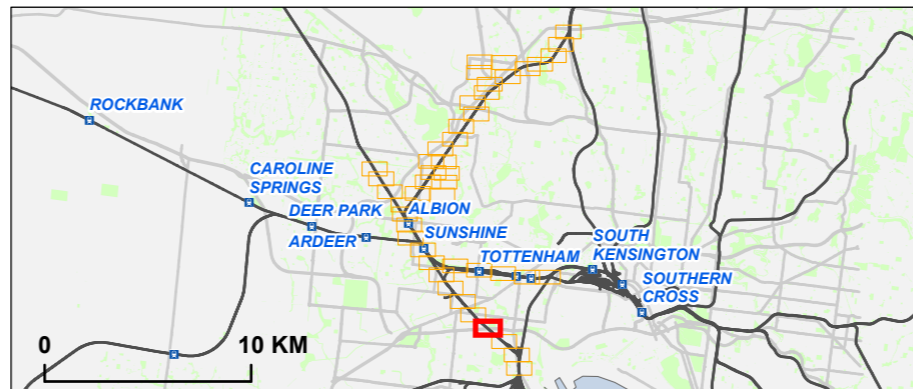 ROCKBANK
CAROLINE
SPRINGS
DEER PARK
ALBION
ARDEER
SUNSHINE
TOTTENHAM
SOUTH
KENSINGTON
SOUTHERN
CROSS
0 10 KM